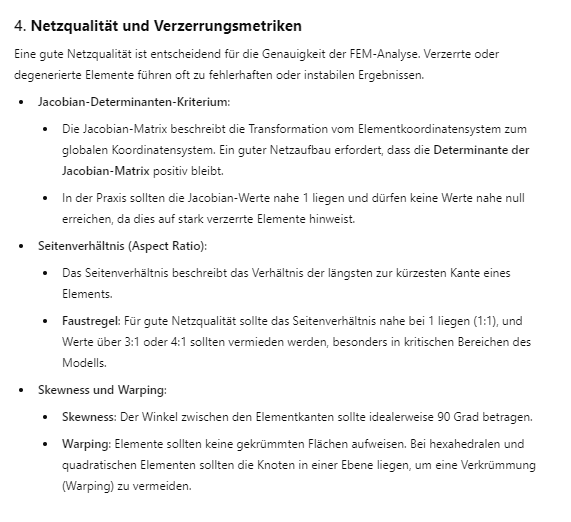 4. Netzqualität und Verzerrungsmetriken
Eine gute Netzqualität ist entscheidend für die Genauigkeit der FEM-Analyse. Verzerrte oder
degenerierte Elemente führen oft zu fehlerhaften oder instabilen Ergebnissen.
• Jacobian-Determinanten-Kriterium:
• Die Jacobian-Matrix beschreibt die Transformation vom Elementkoordinatensystem zum
globalen Koordinatensystem. Ein guter Netzaufbau erfordert, dass die Determinante der
Jacobian-Matrix positiv bleibt.
• In der Praxis sollten die Jacobian-Werte nahe 1 liegen und dürfen keine Werte nahe null
erreichen, da dies auf stark verzerrte Elemente hinweist.
• Seitenverhältnis (Aspect Ratio):
• Das Seitenverhältnis beschreibt das Verhältnis der längsten zur kürzesten Kante eines
Elements.
• Faustregel: Für gute Netzqualität sollte das Seitenverhältnis nahe bei 1 liegen (1:1), und
Werte über 3:1 oder 4:1 sollten vermieden werden, besonders in kritischen Bereichen des
Modells.
• Skewness und Warping:
• Skewness: Der Winkel zwischen den Elementkanten sollte idealerweise 90 Grad betragen.
• Warping: Elemente sollten keine gekrümmten Flächen aufweisen. Bei hexahedralen und
quadratischen Elementen sollten die Knoten in einer Ebene liegen, um eine Verkrümmung
(Warping) zu vermeiden.